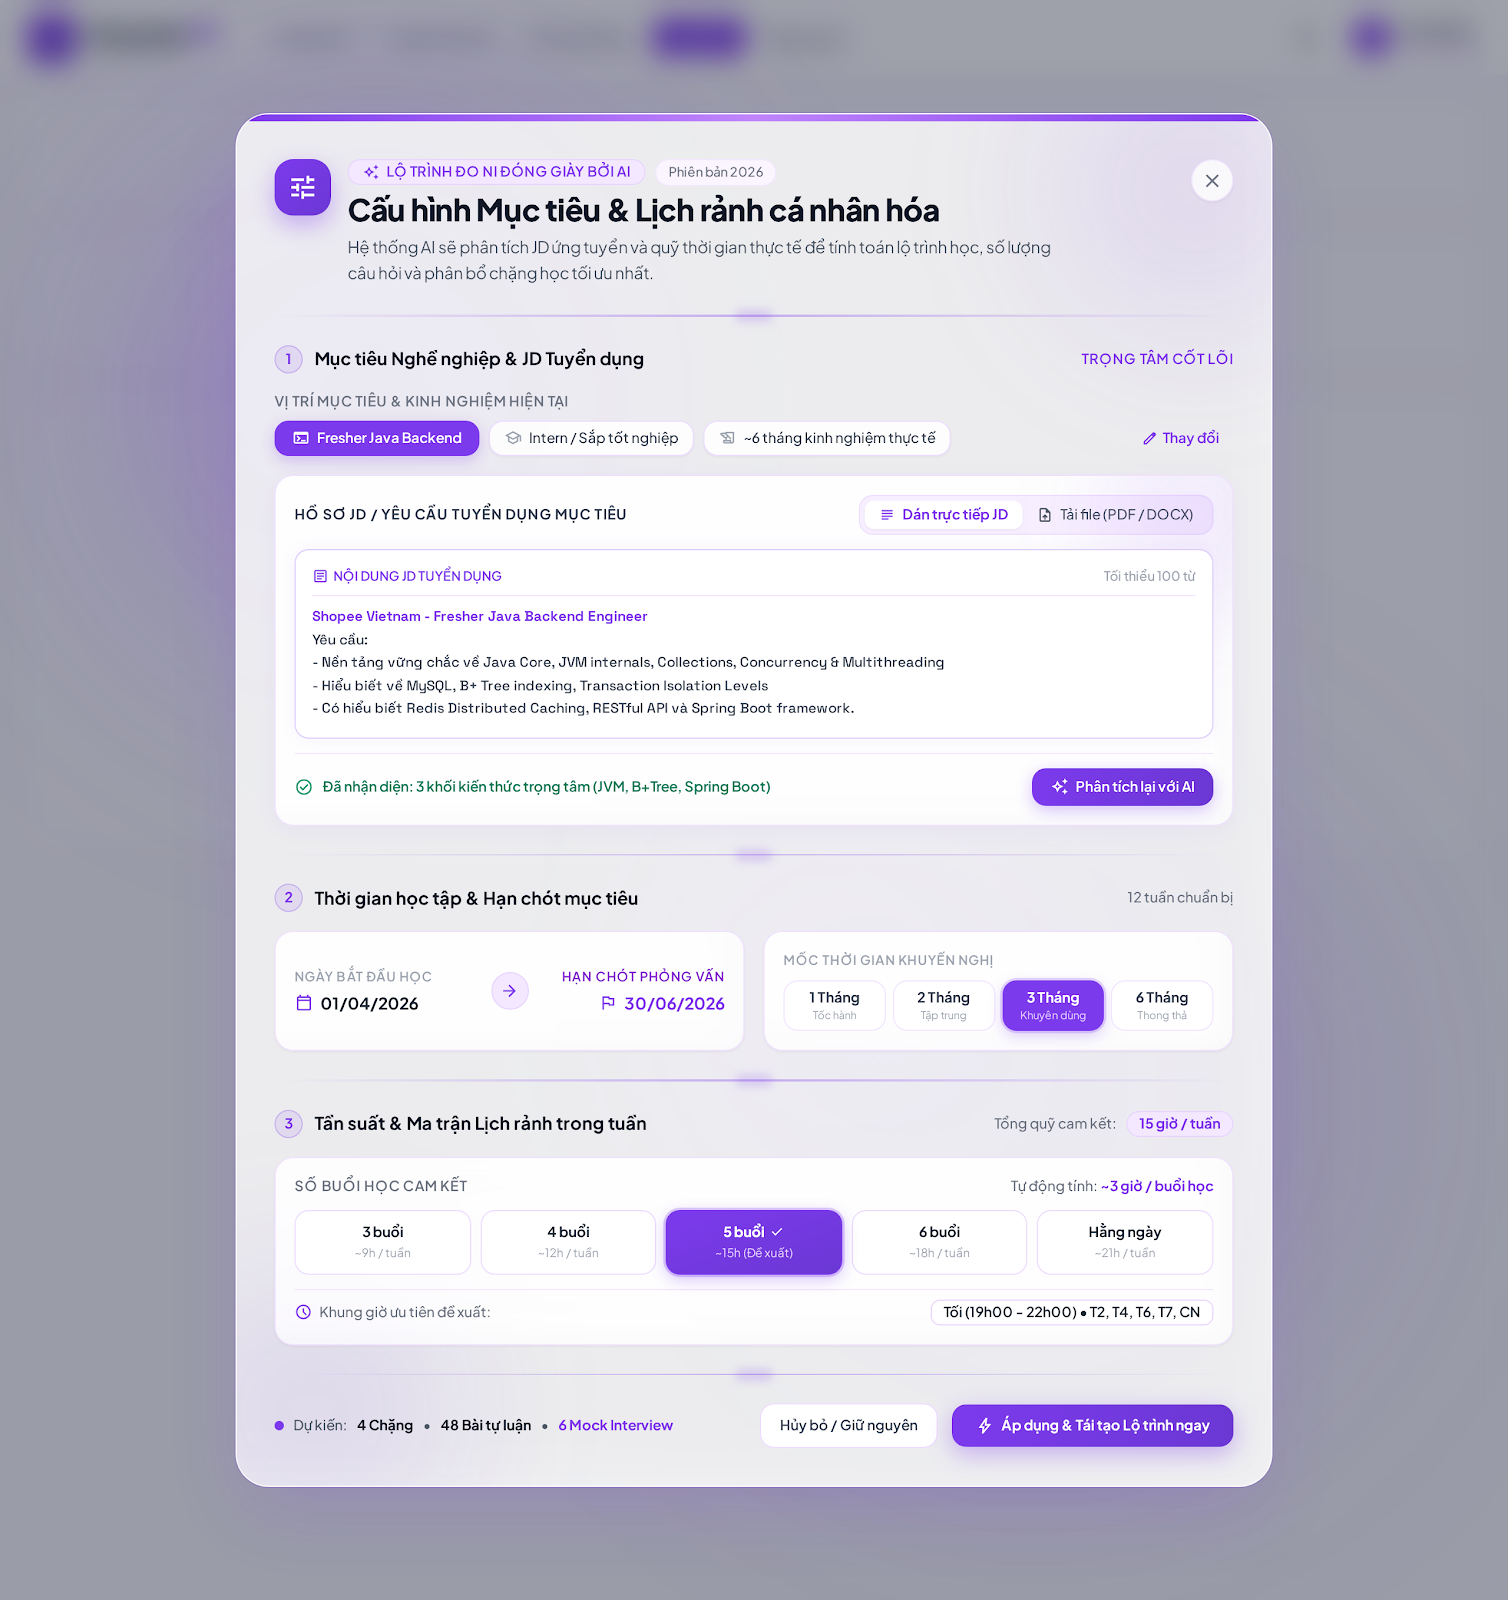 LỘ TRÌNH ĐO NI ĐÓNG GIÀY BỞI AI
Phiên bản 2026
Cấu hình Mục tiêu & Lịch rảnh cá nhân hóa
Hệ thống AI sẽ phân tích JD ứng tuyển và quỹ thời gian thực tế để tính toán lộ trình học, số lượng
câu hỏi và phân bổ chặng học tối ưu nhất.
1
Mục tiêu Nghề nghiệp & JD Tuyển dụng
TRỌNG TÂM CỐT LÕI
VỊ TRÍ MỤC TIÊU & KINH NGHIỆM HIỆN TẠI
Fresher Java Backend
Intern / Sắp tốt nghiệp
~6 tháng kinh nghiệm thực tế
Thay đổi
HỒ SƠ JD / YÊU CẦU TUYỂN DỤNG MỤC TIÊU
Dán trực tiếp JD
Tải file (PDF / DOCX)
NỘI DUNG JD TUYỂN DỤNG
Tối thiểu 100 từ
Shopee Vietnam - Fresher Java Backend Engineer
Yêu cầu:
- Nền tảng vững chắc về Java Core, JVM internals, Collections, Concurrency & Multithreading
- Hiểu biết về MySQL, B+ Tree indexing, Transaction Isolation Levels
- Có hiểu biết Redis Distributed Caching, RESTful API và Spring Boot framework.
Đã nhận diện: 3 khối kiến thức trọng tâm (JVM, B+Tree, Spring Boot)
Phân tích lại với AI
2
Thời gian học tập & Hạn chót mục tiêu
12 tuần chuẩn bị
NGÀY BẮT ĐẦU HỌC
01/04/2026
HẠN CHÓT PHỎNG VẤN
30/06/2026
MỐC THỜI GIAN KHUYẾN NGHỊ
1 Tháng
Tốc hành
2 Tháng
Tập trung
3 Tháng
Khuyên dùng
6 Tháng
Thong thả
3
Tần suất & Ma trận Lịch rảnh trong tuần
Tổng quỹ cam kết:
15 giờ / tuần
SỐ BUỔI HỌC CAM KẾT
Tự động tính: ~3 giờ / buổi học
3 buổi
~9h / tuần
4 buổi
~12h / tuần
5 buổi
~15h (Đề xuất)
6 buổi
~18h / tuần
Hằng ngày
~21h / tuần
Khung giờ ưu tiên đề xuất:
Tối (19h00 - 22h00) • T2, T4, T6, T7, CN
Dự kiến: 4 Chặng • 48 Bài tự luận • 6 Mock Interview
Hủy bỏ / Giữ nguyên
Áp dụng & Tái tạo Lộ trình ngay